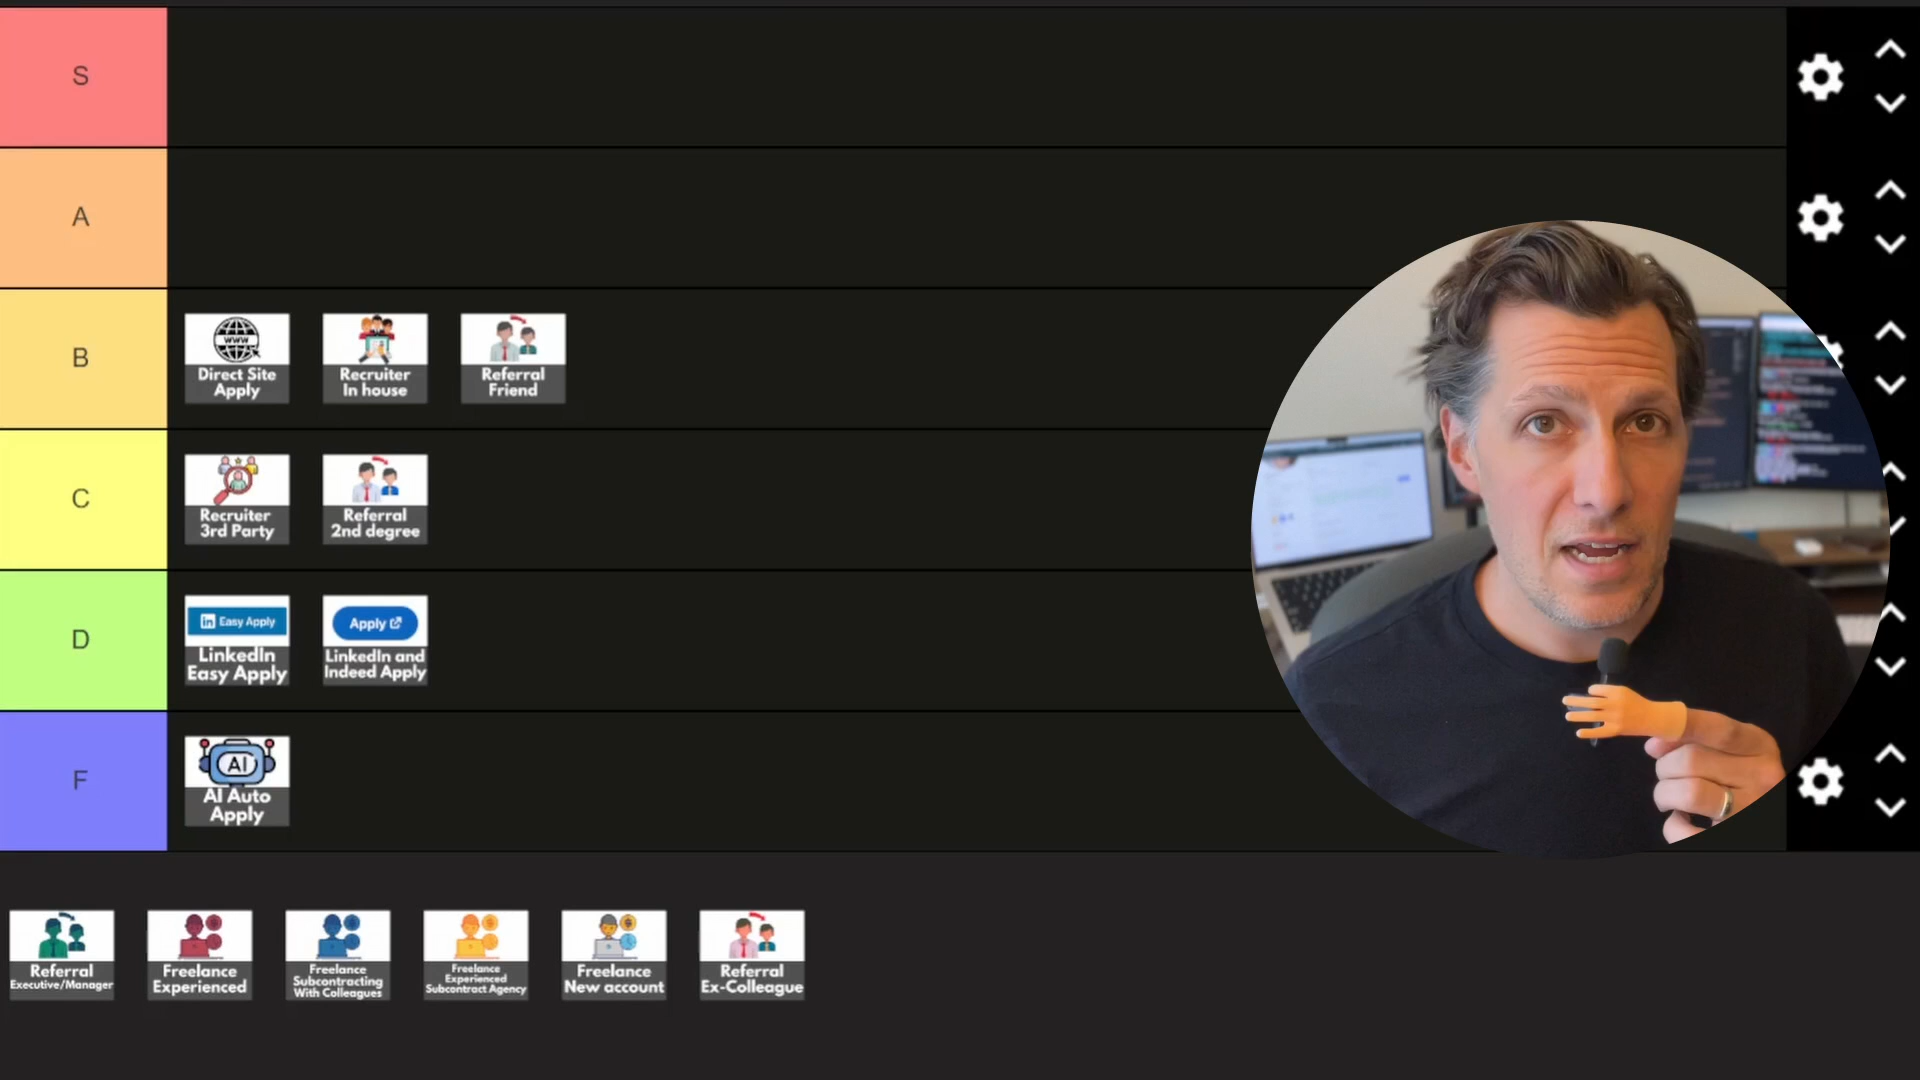 S
A
B
WWW
Direct Site
Apply
Recruiter
In house
Referral
Friend
C
Recruiter
3rd Party
Referral
2nd degree
D
in Easy Apply
LinkedIn
Easy Apply
Apply
LinkedIn and
Indeed Apply
F
AI
AI Auto
Apply
Referral
Executive/Manager
Freelance
Experienced
Freelance
Subcontracting
With Colleagues
Freelance
Experienced
Subcontract Agency
Freelance
New account
Referral
Ex-Colleague